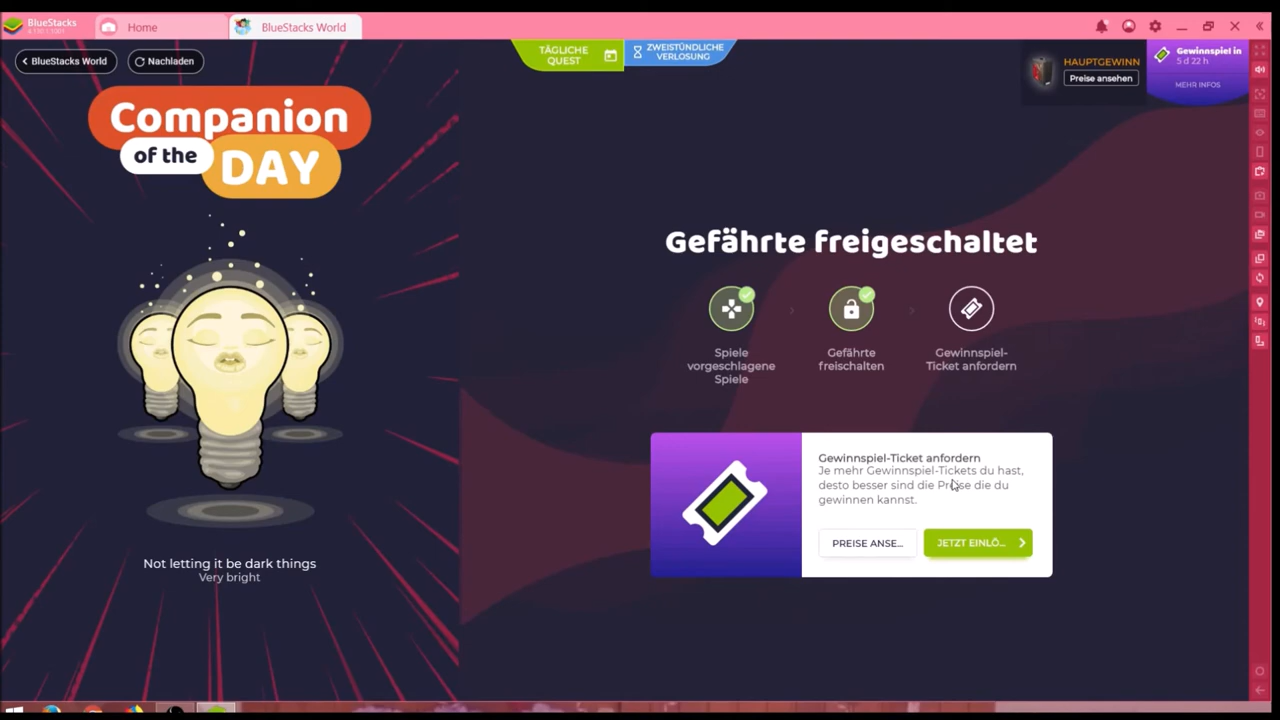 BlueStacks
Home
BlueStacks World
BlueStacks World
Nachladen
TÄGLICHE
QUEST
ZWEISTÜNDLICHE
VERLOSUNG
HAUPTGEWINN
Preise ansehen
Gewinnspiel in
5 d 22 h
MEHR INFOS
Companion
of the
DAY
Not letting it be dark things
Very bright
Gefährte freigeschaltet
Spiele
vorgeschlagene
Spiele
Gefährte
freischalten
Gewinnspiel-
Ticket anfordern
Gewinnspiel-Ticket anfordern
Je mehr Gewinnspiel-Tickets du hast,
desto besser sind die Preise die du
gewinnen kannst.
PREISE ANSE...
JETZT EINLÖ...